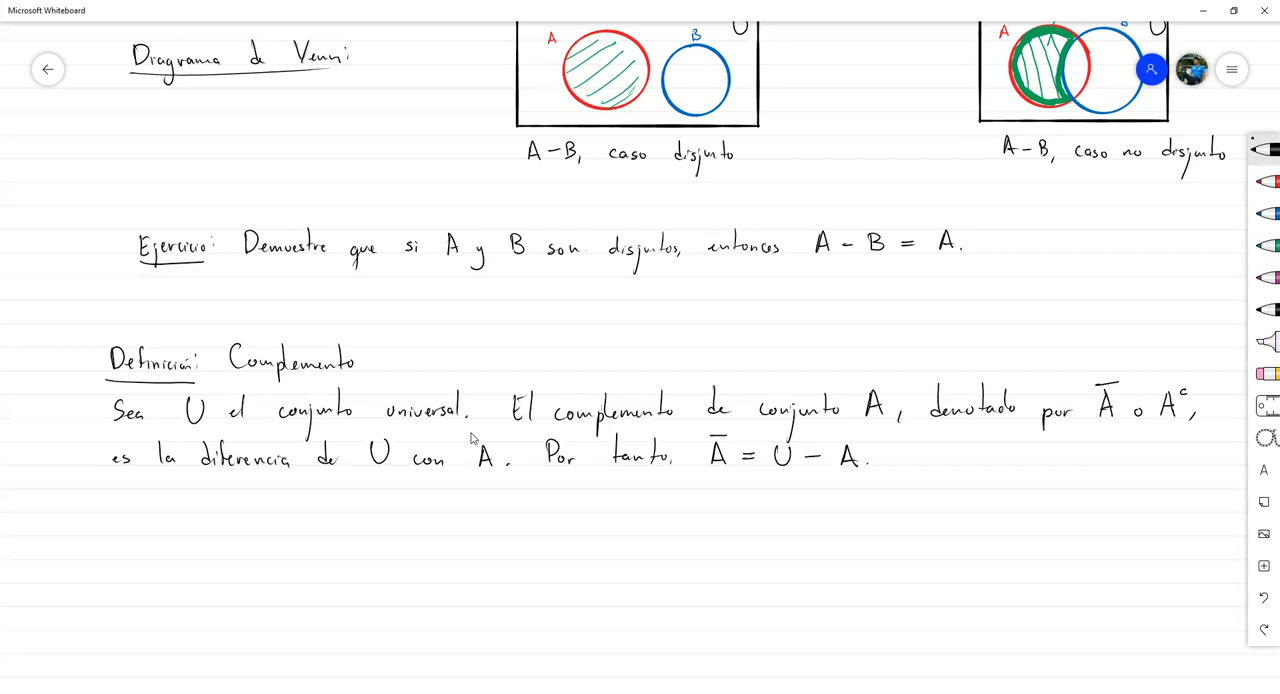 Microsoft Whiteboard
Diagrama de Venn:
A B U
A B U
A - B, caso disjunto
A - B, caso no disjunto
Ejercicio: Demuestre que si A y B son disjuntos, entonces A - B = A.
Definición: Complemento
Sea U el conjunto universal. El complemento de conjunto A, denotado por A̅ o Aᶜ,
es la diferencia de U con A. Por tanto, A̅ = U - A.
A